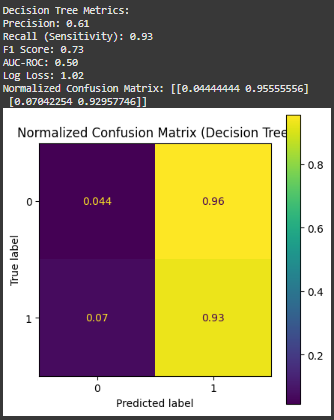 Decision Tree Metrics:
Precision: 0.61
Recall (Sensitivity): 0.93
F1 Score: 0.73
AUC-ROC: 0.50
Log Loss: 1.02
Normalized Confusion Matrix: [[0.04444444 0.95555556]
[0.07042254 0.92957746]]
Normalized Confusion Matrix (Decision Tree
0
0.044
0.96
0.8
0.6
True label
0.4
1
0.07
0.93
0.2
0
1
Predicted label